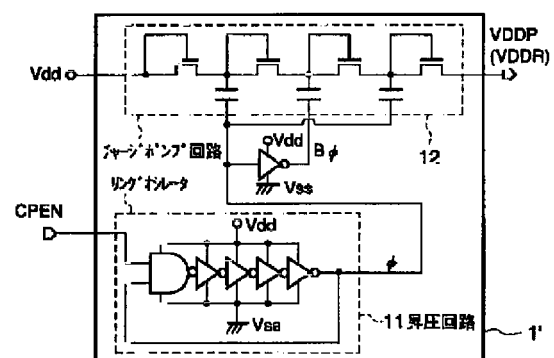 VDDP
(VDDR)
Vdd
12
チャージポンプ回路
Vdd
Bφ
Vss
リングオシレータ
CPEN
Vdd
φ
Vss
11 昇圧回路
1'